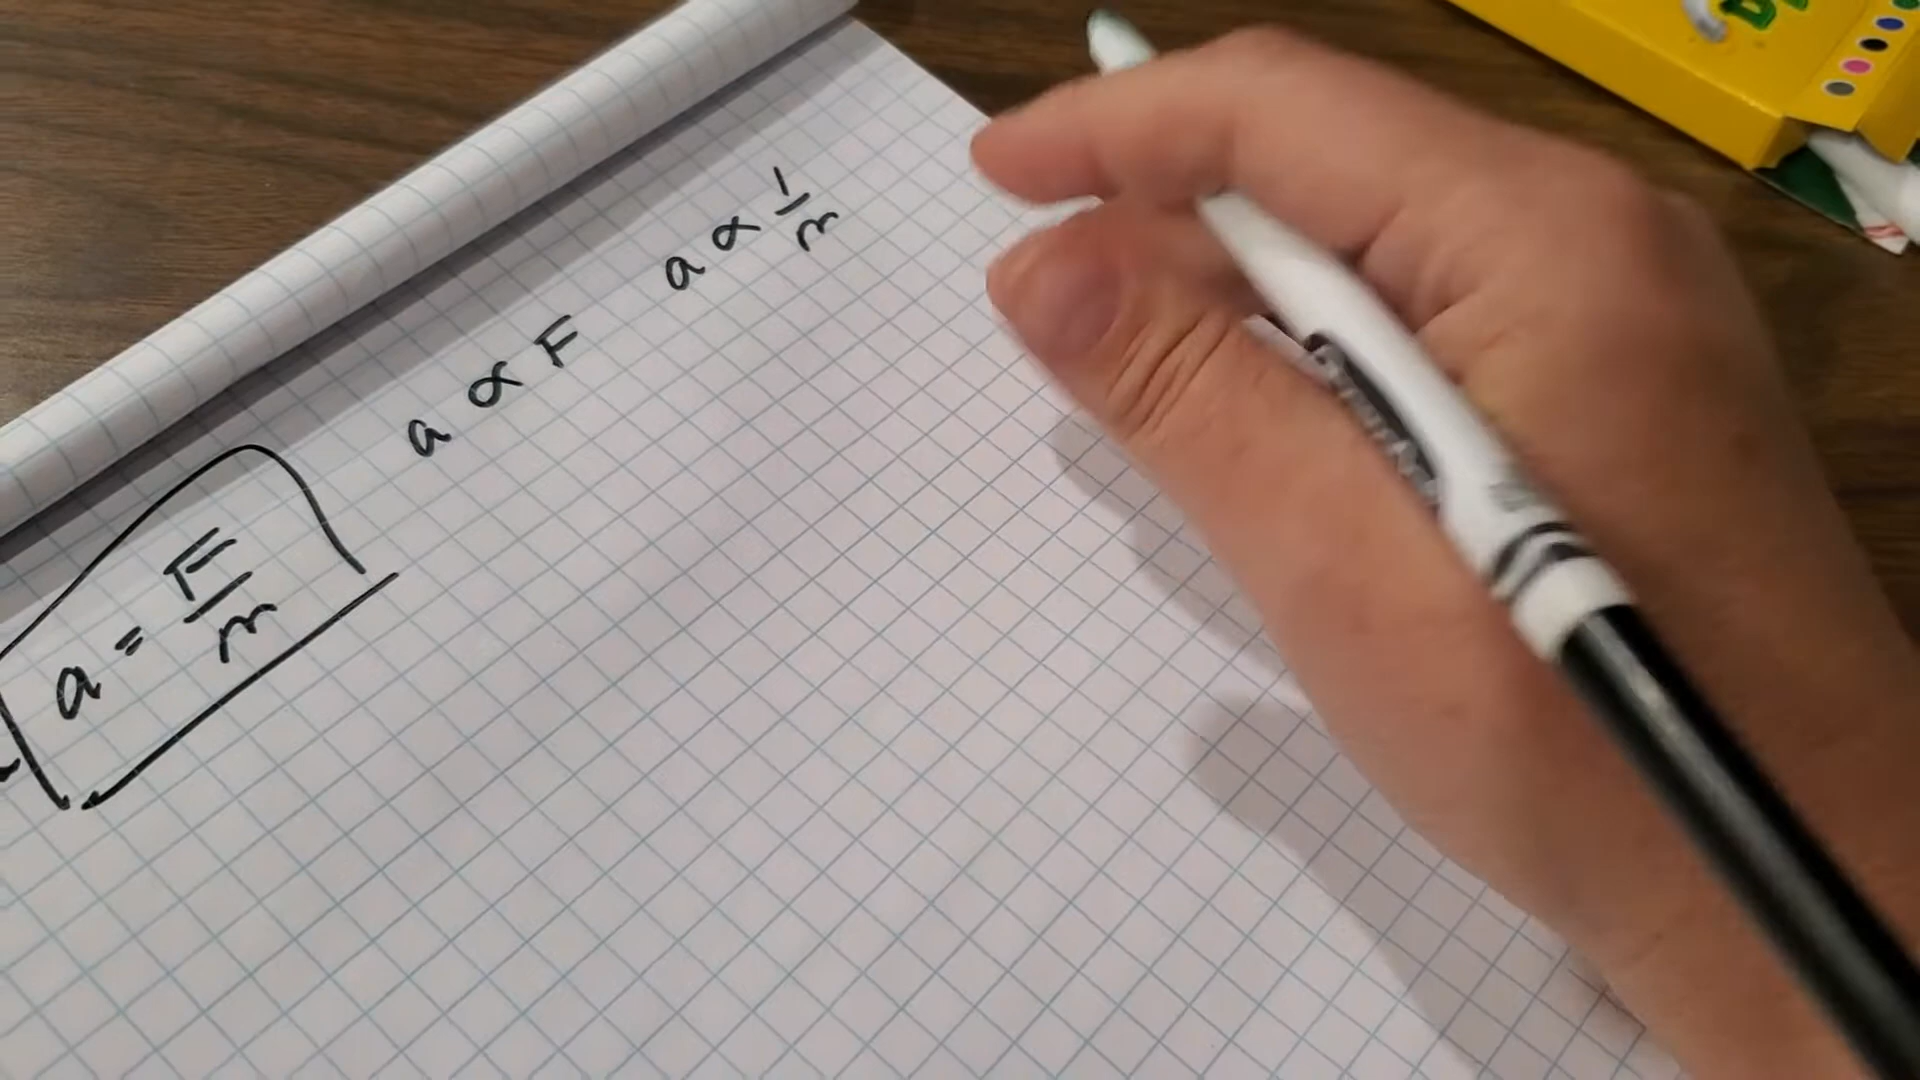 a = F/m
a ∝ F
a ∝ 1/m